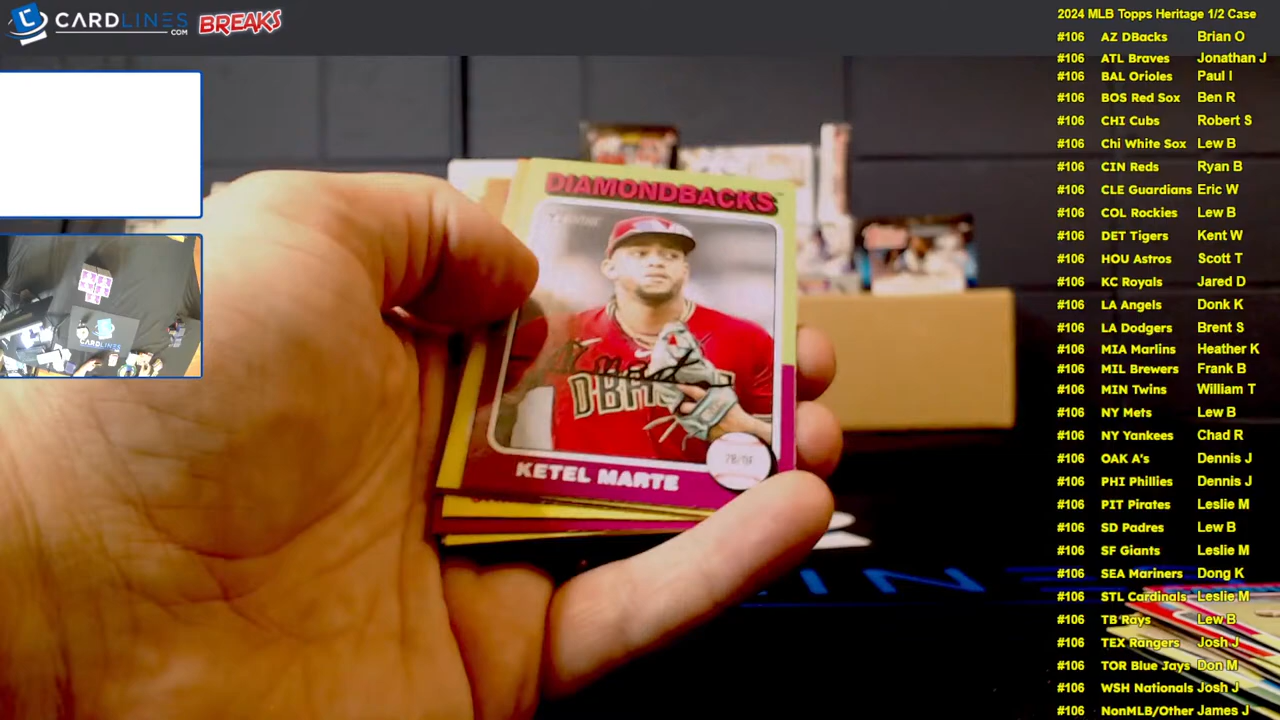 CARDLINES
.COM
BREAKS
2024 MLB Topps Heritage 1/2 Case
#106 AZ DBacks Brian O
#106 ATL Braves Jonathan J
#106 BAL Orioles Paul I
#106 BOS Red Sox Ben R
#106 CHI Cubs Robert S
#106 Chi White Sox Lew B
#106 CIN Reds Ryan B
#106 CLE Guardians Eric W
#106 COL Rockies Lew B
#106 DET Tigers Kent W
#106 HOU Astros Scott T
#106 KC Royals Jared D
#106 LA Angels Donk K
#106 LA Dodgers Brent S
#106 MIA Marlins Heather K
#106 MIL Brewers Frank B
#106 MIN Twins William T
#106 NY Mets Lew B
#106 NY Yankees Chad R
#106 OAK A's Dennis J
#106 PHI Phillies Dennis J
#106 PIT Pirates Leslie M
#106 SD Padres Lew B
#106 SF Giants Leslie M
#106 SEA Mariners Dong K
#106 STL Cardinals Leslie M
#106 TB Rays Lew B
#106 TEX Rangers Josh J
#106 TOR Blue Jays Don M
#106 WSH Nationals Josh J
#106 NonMLB/Other James J
DIAMONDBACKS
KETEL MARTE
CARDLINES